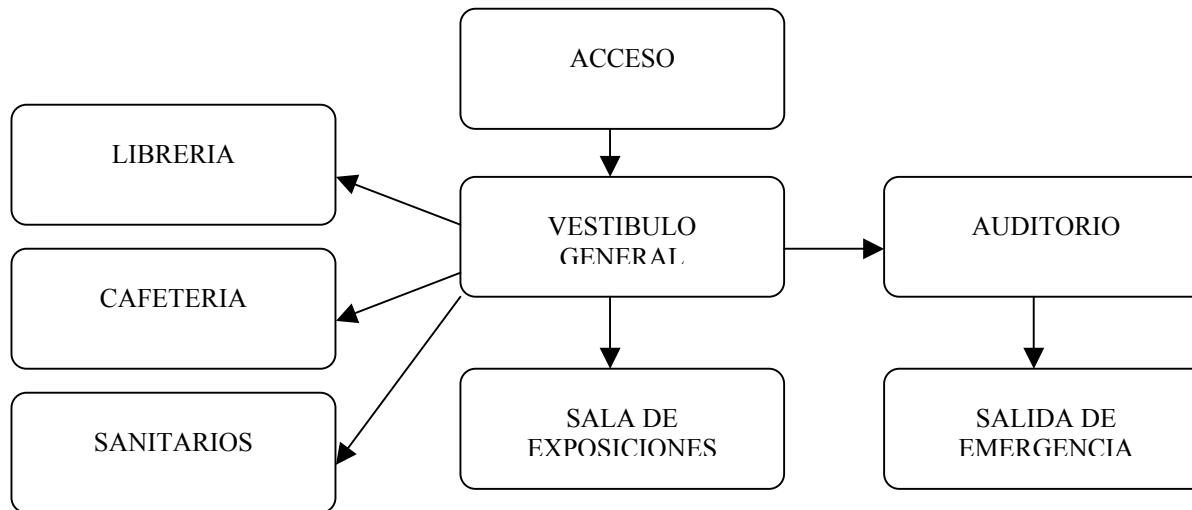 ACCESO
LIBRERIA
VESTIBULO
GENERAL
AUDITORIO
CAFETERIA
SALA DE
EXPOSICIONES
SALIDA DE
EMERGENCIA
SANITARIOS